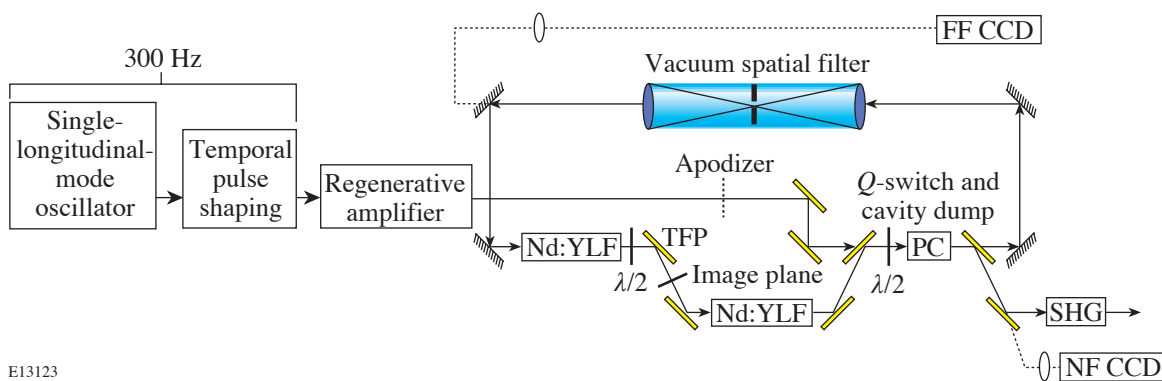 300 Hz
Single-
longitudinal-
mode
oscillator
Temporal
pulse
shaping
Regenerative
amplifier
FF CCD
Vacuum spatial filter
Apodizer
Q-switch and
cavity dump
Nd:YLF
λ/2
TFP
Image plane
Nd:YLF
λ/2
PC
SHG
NF CCD
E13123